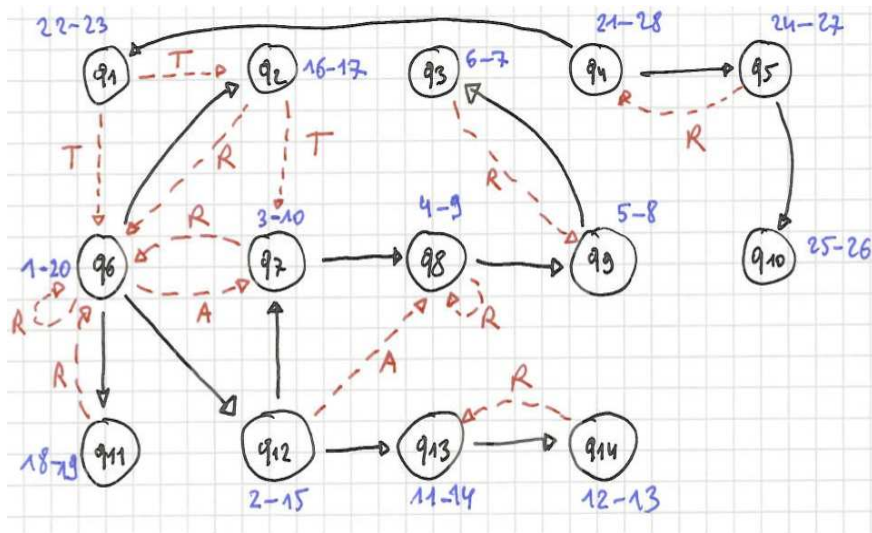 22-23 21-28 24-27
q1 T q2 16-17 q3 6-7 q4 q5
R
T R T R
3-10 4-9 5-8
1-20 q6 R q7 q8 q9 q10 25-26
A R
R
R A R
18-19 q11 q12 q13 q14
2-15 11-14 12-13